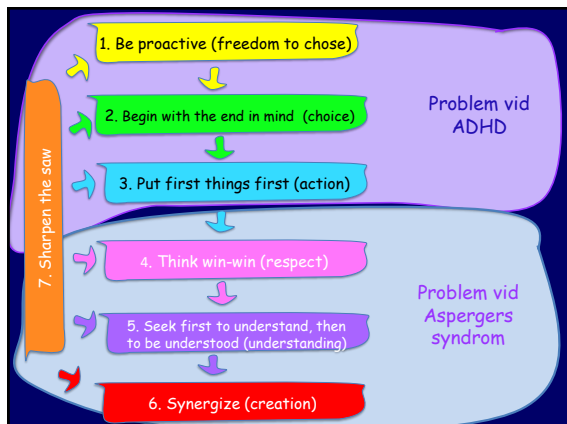 1. Be proactive (freedom to chose)
2. Begin with the end in mind (choice)
3. Put first things first (action)
Problem vid
ADHD
7. Sharpen the saw
4. Think win-win (respect)
5. Seek first to understand, then
to be understood (understanding)
6. Synergize (creation)
Problem vid
Aspergers
syndrom